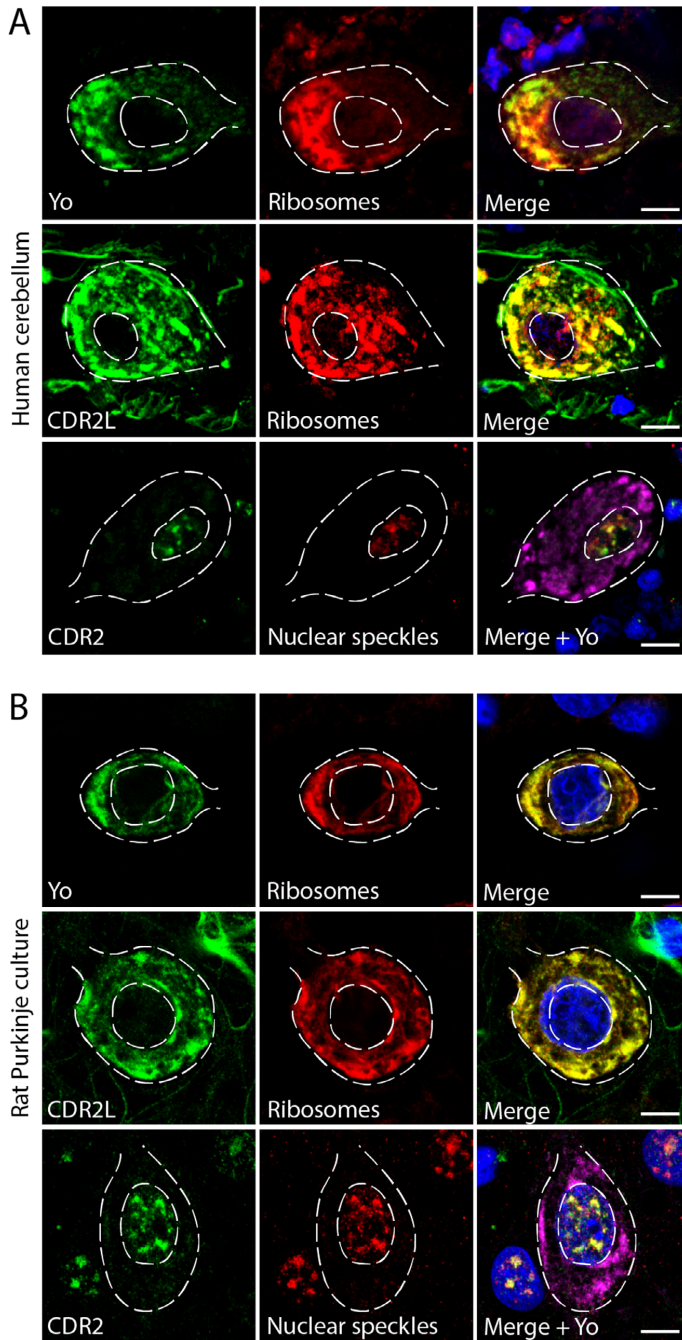 A
Human cerebellum
Yo
Ribosomes
Merge
CDR2L
Ribosomes
Merge
CDR2
Nuclear speckles
Merge + Yo
B
Rat Purkinje culture
Yo
Ribosomes
Merge
CDR2L
Ribosomes
Merge
CDR2
Nuclear speckles
Merge + Yo